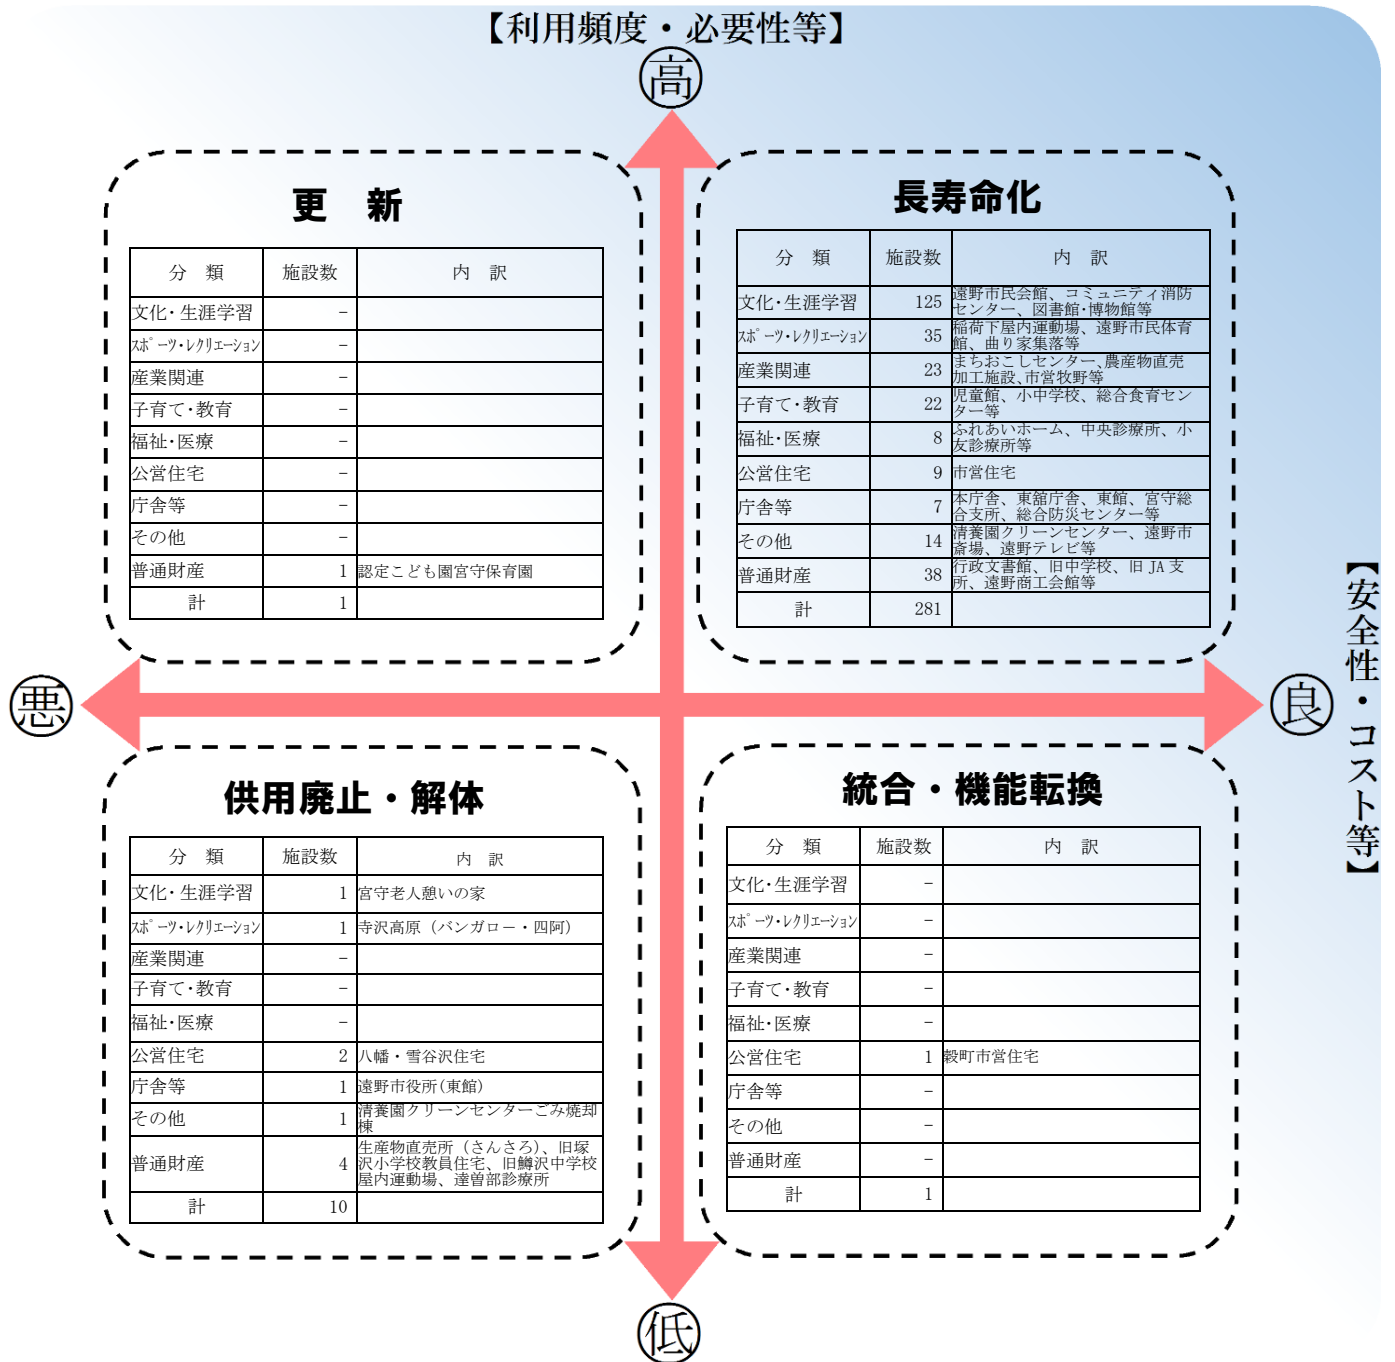 【利用頻度・必要性等】
高
更　新
分　類 施設数 内　訳
文化・生涯学習 －
スポーツ・レクリエーション －
産業関連 －
子育て・教育 －
福祉・医療 －
公営住宅 －
庁舎等 －
その他 －
普通財産 1 認定こども園宮守保育園
計 1
長寿命化
分　類 施設数 内　訳
文化・生涯学習 125 遠野市民会館、コミュニティ消防
センター、図書館・博物館等
スポーツ・レクリエーション 35 稲荷下屋内運動場、遠野市民体育
館、曲り家集落等
産業関連 23 まちおこしセンター、農産物直売
加工施設、市営牧野等
子育て・教育 22 児童館、小中学校、総合食育セン
ター等
福祉・医療 8 ふれあいホーム、中央診療所、小
友診療所等
公営住宅 9 市営住宅
庁舎等 7 本庁舎、東舘庁舎、東館、宮守総
合支所、総合防災センター等
その他 14 清養園クリーンセンター、遠野市
斎場、遠野テレビ等
普通財産 38 行政文書館、旧中学校、旧 JA 支
所、遠野商工会館等
計 281
【安全性・コスト等】
悪
良
供用廃止・解体
分　類 施設数 内　訳
文化・生涯学習 1 宮守老人憩いの家
スポーツ・レクリエーション 1 寺沢高原（バンガロー・四阿）
産業関連 －
子育て・教育 －
福祉・医療 －
公営住宅 2 八幡・雪谷沢住宅
庁舎等 1 遠野市役所(東館)
その他 1 清養園クリーンセンターごみ焼却
棟
普通財産 4 生産物直売所（さんさろ）、旧塚
沢小学校教員住宅、旧鱒沢中学校
屋内運動場、達曽部診療所
計 10
統合・機能転換
分　類 施設数 内　訳
文化・生涯学習 －
スポーツ・レクリエーション －
産業関連 －
子育て・教育 －
福祉・医療 －
公営住宅 1 穀町市営住宅
庁舎等 －
その他 －
普通財産 －
計 1
低